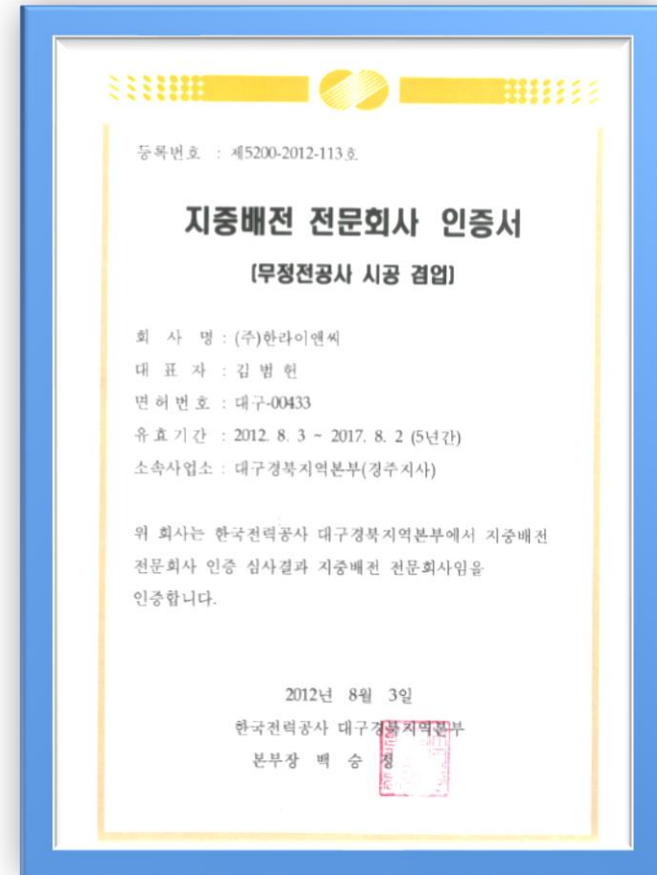 등록번호 : 제5200-2012-113호
지중배전 전문회사 인증서
[무정전공사 시공 겸업]
회 사 명 : (주)한라이앤씨
대 표 자 : 김 범 헌
면허번호 : 대구-00433
유효기간 : 2012. 8. 3 ~ 2017. 8. 2 (5년간)
소속사업소 : 대구경북지역본부(경주지사)
위 회사는 한국전력공사 대구경북지역본부에서 지중배전
전문회사 인증 심사결과 지중배전 전문회사임을
인증합니다.
2012년 8월 3일
한국전력공사 대구경북지역본부
본부장 백 승 정